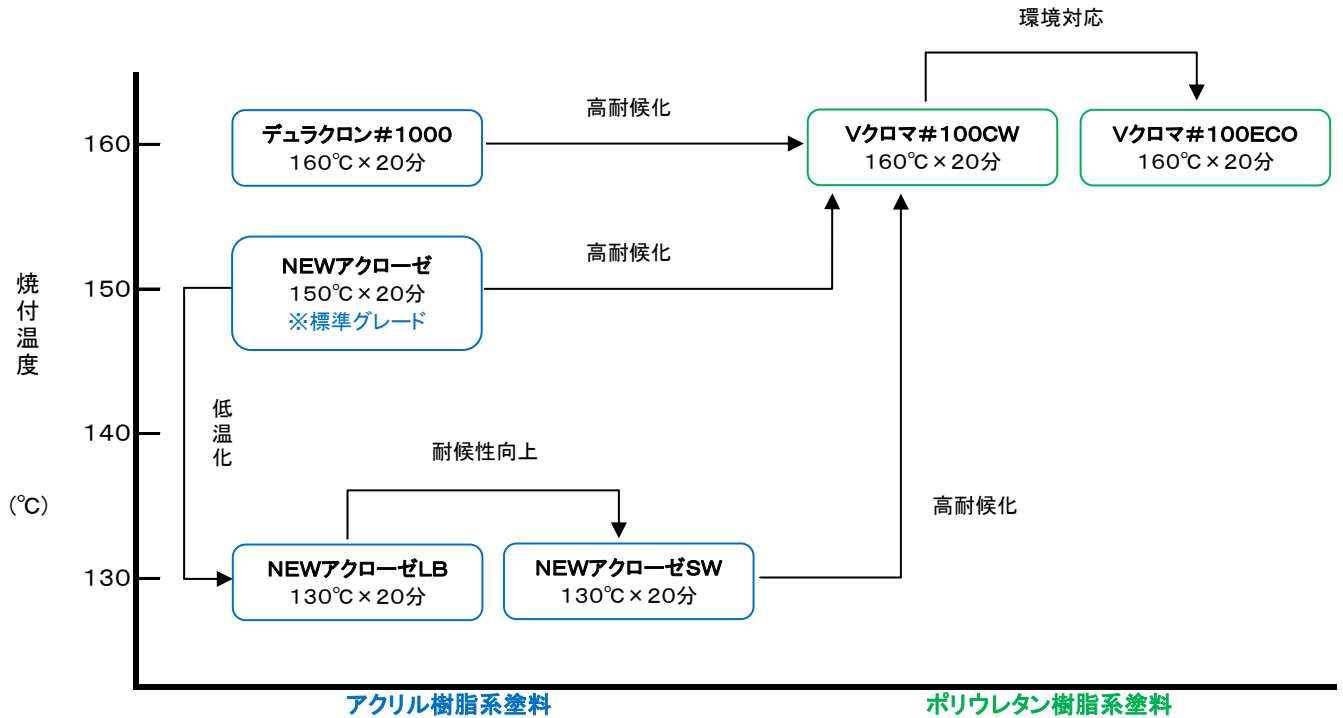 環境対応
160
デュラクロン#1000
160℃×20分
高耐候化
Vクロマ#100CW
160℃×20分
Vクロマ#100ECO
160℃×20分
焼付温度
(℃)
150
NEWアクローゼ
150℃×20分
※標準グレード
高耐候化
140
低温化
耐候性向上
高耐候化
130
NEWアクローゼLB
130℃×20分
NEWアクローゼSW
130℃×20分
アクリル樹脂系塗料
ポリウレタン樹脂系塗料